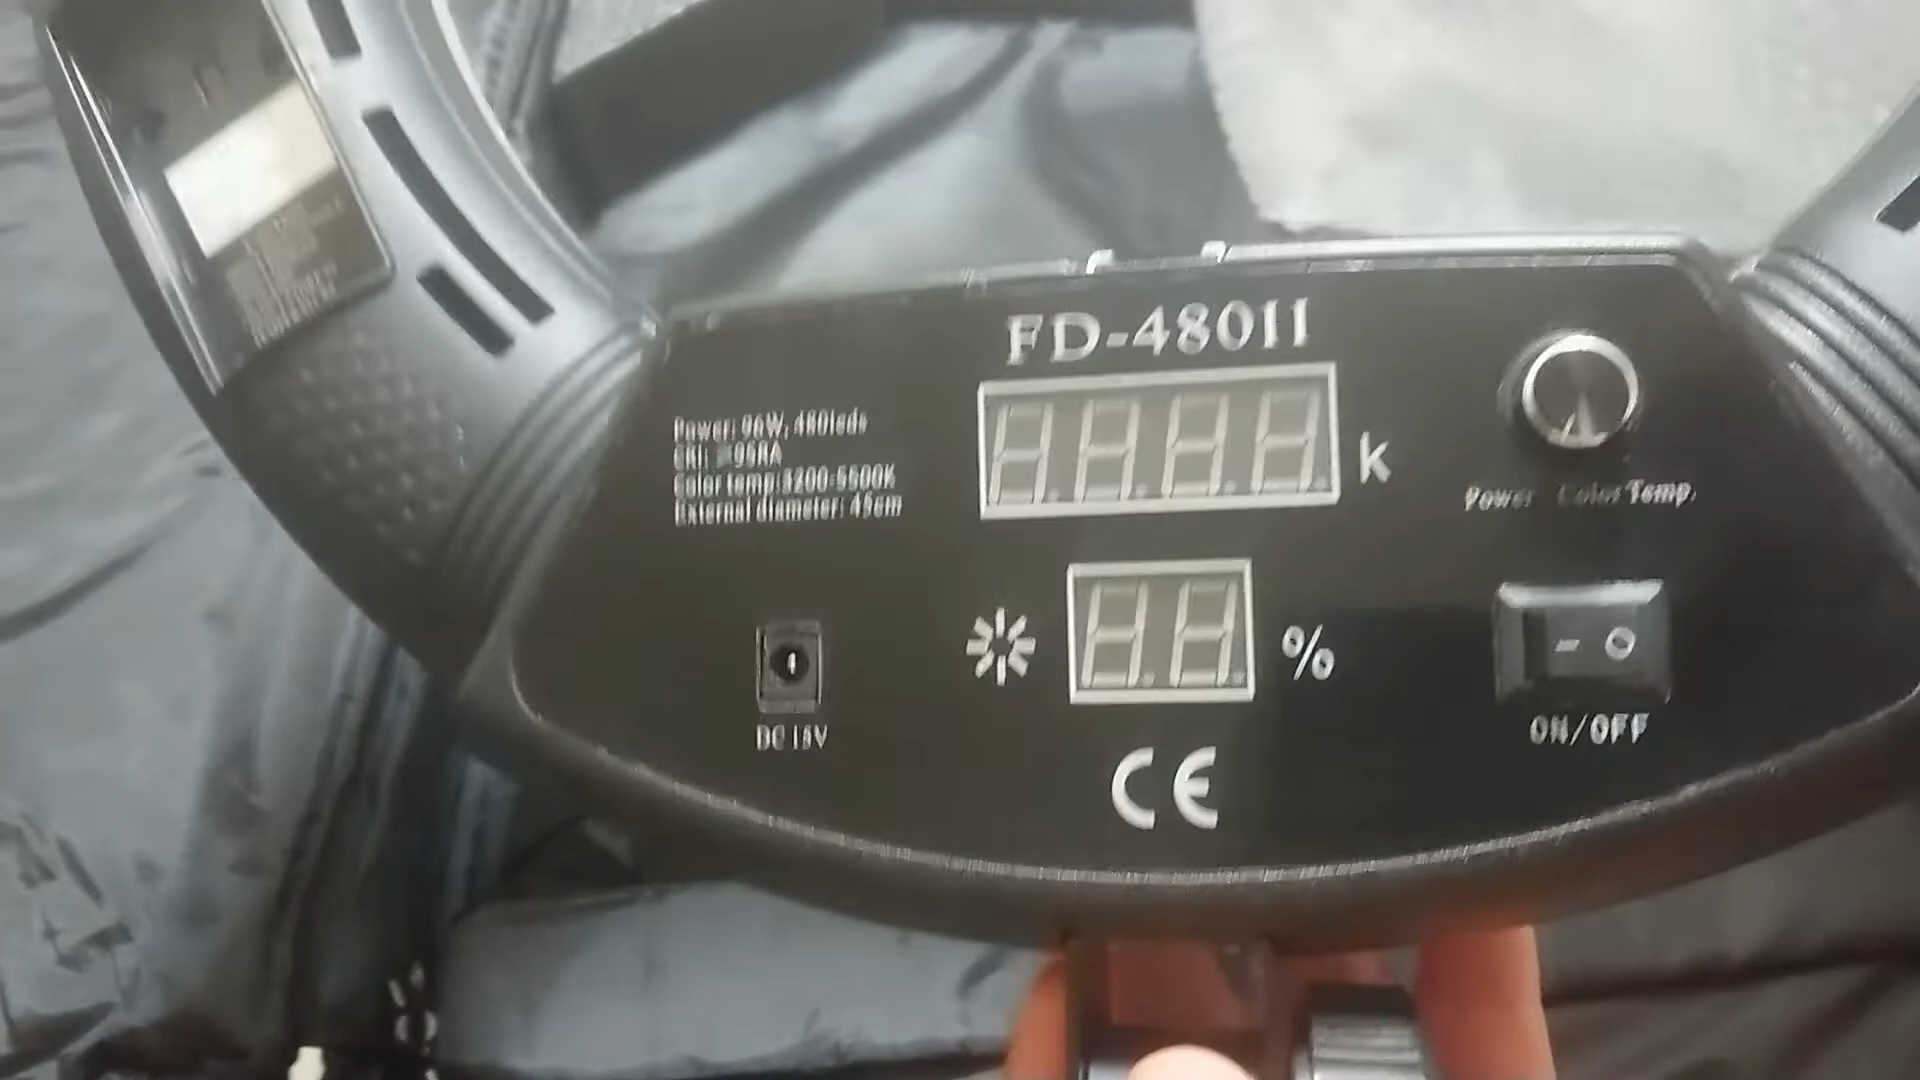 FD-480II
Power: 96W, 480leds
CRI: 95RA
Color temp:3200-5500K
External diameter: 45cm
K
Power Color Temp.
DC 15V
%
- O
ON/OFF
CE